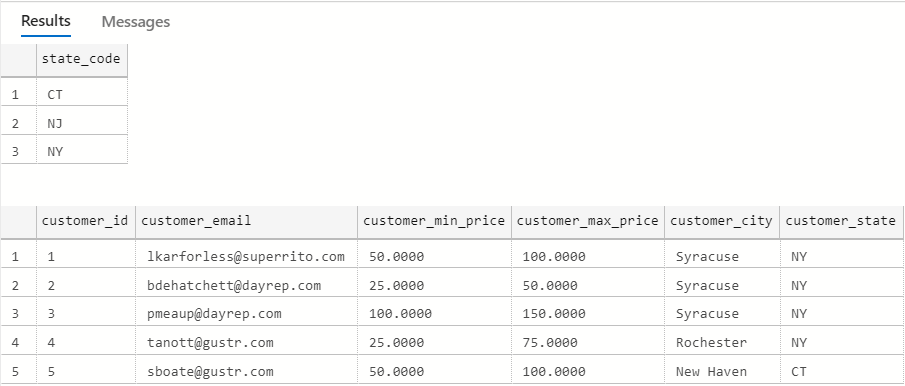 Results Messages
state_code
1 CT
2 NJ
3 NY
customer_id customer_email customer_min_price customer_max_price customer_city customer_state
1 1 lkarforless@superrito.com 50.0000 100.0000 Syracuse NY
2 2 bdehatchett@dayrep.com 25.0000 50.0000 Syracuse NY
3 3 pmeaup@dayrep.com 100.0000 150.0000 Syracuse NY
4 4 tanott@gustr.com 25.0000 75.0000 Rochester NY
5 5 sboate@gustr.com 50.0000 100.0000 New Haven CT